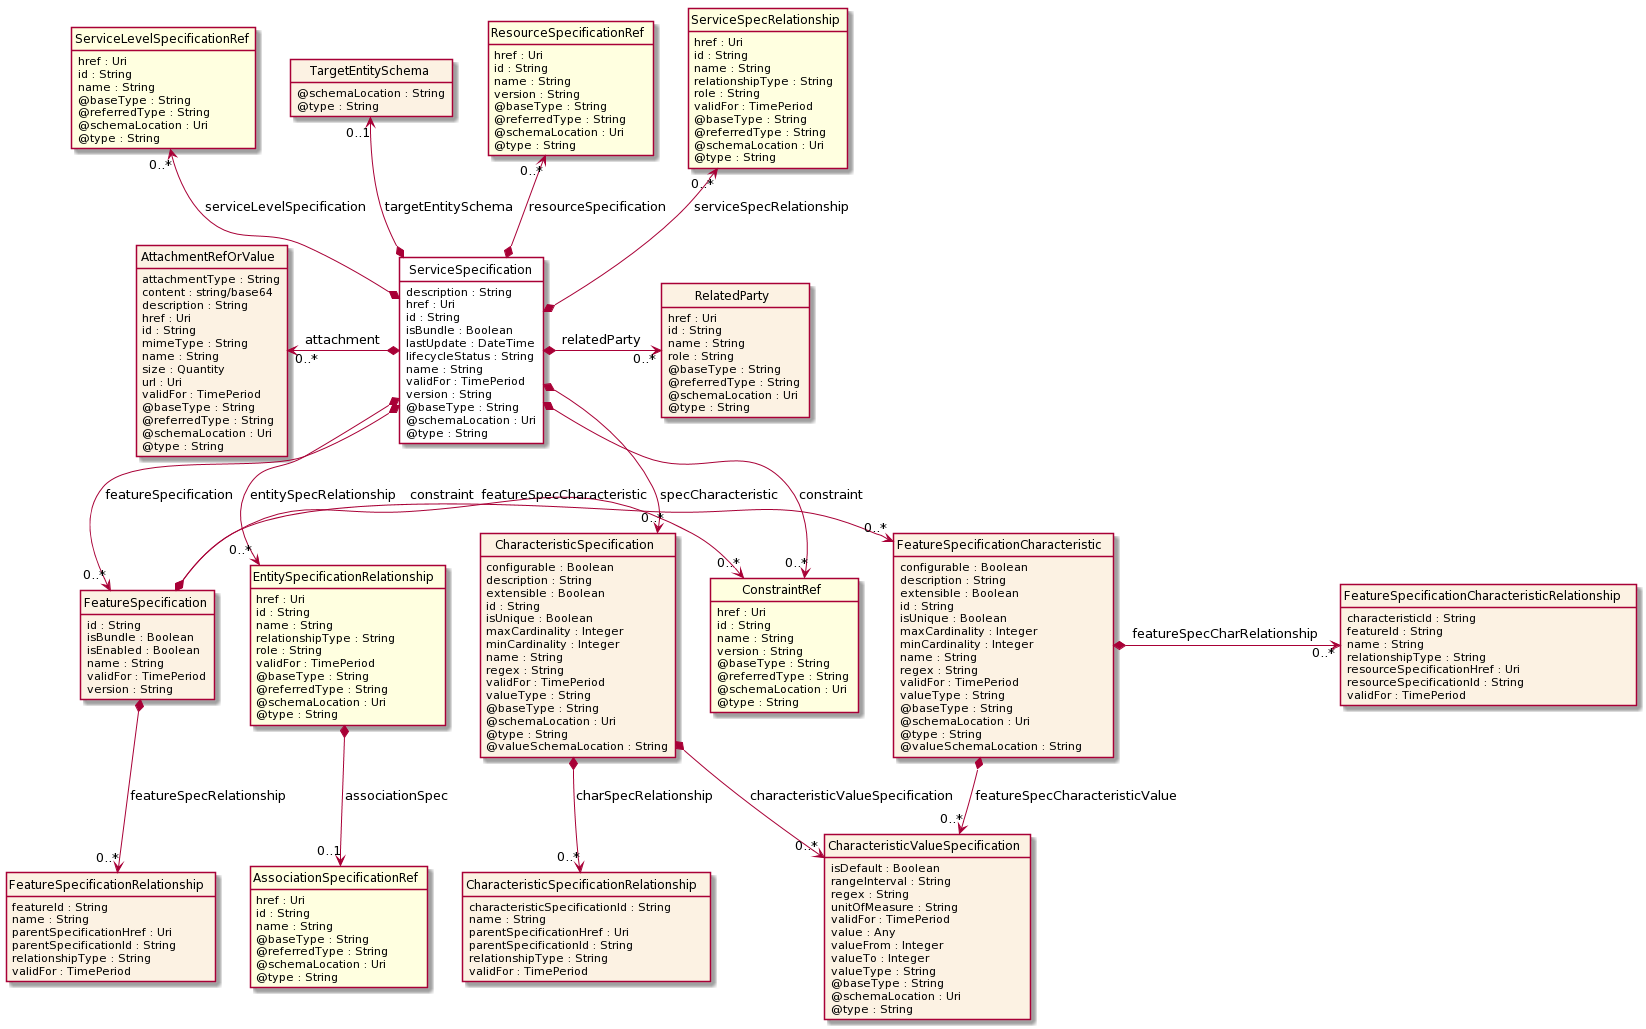 ServiceLevelSpecificationRef
href : Uri
id : String
name : String
@baseType : String
@referredType : String
@schemaLocation : Uri
@type : String
TargetEntitySchema
@schemaLocation : String
@type : String
ResourceSpecificationRef
href : Uri
id : String
name : String
version : String
@baseType : String
@referredType : String
@schemaLocation : Uri
@type : String
ServiceSpecRelationship
href : Uri
id : String
name : String
relationshipType : String
role : String
validFor : TimePeriod
@baseType : String
@referredType : String
@schemaLocation : Uri
@type : String
0..*
0..1
0..*
0..*
serviceLevelSpecification
targetEntitySchema
resourceSpecification
serviceSpecRelationship
AttachmentRefOrValue
attachmentType : String
content : string/base64
description : String
href : Uri
id : String
mimeType : String
name : String
size : Quantity
url : Uri
validFor : TimePeriod
@baseType : String
@referredType : String
@schemaLocation : Uri
@type : String
attachment
0..*
ServiceSpecification
description : String
href : Uri
id : String
isBundle : Boolean
lastUpdate : DateTime
lifecycleStatus : String
name : String
validFor : TimePeriod
version : String
@baseType : String
@schemaLocation : Uri
@type : String
relatedParty
0..*
RelatedParty
href : Uri
id : String
name : String
role : String
@baseType : String
@referredType : String
@schemaLocation : Uri
@type : String
featureSpecification
entitySpecRelationship
constraint
featureSpecCharacteristic
specCharacteristic
constraint
0..*
0..*
0..*
0..*
0..*
0..*
FeatureSpecification
id : String
isBundle : Boolean
isEnabled : Boolean
name : String
validFor : TimePeriod
version : String
EntitySpecificationRelationship
href : Uri
id : String
name : String
relationshipType : String
role : String
validFor : TimePeriod
@baseType : String
@referredType : String
@schemaLocation : Uri
@type : String
CharacteristicSpecification
configurable : Boolean
description : String
extensible : Boolean
id : String
isUnique : Boolean
maxCardinality : Integer
minCardinality : Integer
name : String
regex : String
validFor : TimePeriod
valueType : String
@baseType : String
@schemaLocation : Uri
@type : String
@valueSchemaLocation : String
ConstraintRef
href : Uri
id : String
name : String
version : String
@baseType : String
@referredType : String
@schemaLocation : Uri
@type : String
FeatureSpecificationCharacteristic
configurable : Boolean
description : String
extensible : Boolean
id : String
isUnique : Boolean
maxCardinality : Integer
minCardinality : Integer
name : String
regex : String
validFor : TimePeriod
valueType : String
@baseType : String
@schemaLocation : Uri
@type : String
@valueSchemaLocation : String
featureSpecCharRelationship
0..*
FeatureSpecificationCharacteristicRelationship
characteristicId : String
featureId : String
name : String
relationshipType : String
resourceSpecificationHref : Uri
resourceSpecificationId : String
validFor : TimePeriod
featureSpecRelationship
associationSpec
charSpecRelationship
characteristicValueSpecification
featureSpecCharacteristicValue
0..*
0..1
0..*
0..*
0..*
FeatureSpecificationRelationship
featureId : String
name : String
parentSpecificationHref : Uri
parentSpecificationId : String
relationshipType : String
validFor : TimePeriod
AssociationSpecificationRef
href : Uri
id : String
name : String
@baseType : String
@referredType : String
@schemaLocation : Uri
@type : String
CharacteristicSpecificationRelationship
characteristicSpecificationId : String
name : String
parentSpecificationHref : Uri
parentSpecificationId : String
relationshipType : String
validFor : TimePeriod
CharacteristicValueSpecification
isDefault : Boolean
rangeInterval : String
regex : String
unitOfMeasure : String
validFor : TimePeriod
value : Any
valueFrom : Integer
valueTo : Integer
valueType : String
@baseType : String
@schemaLocation : Uri
@type : String